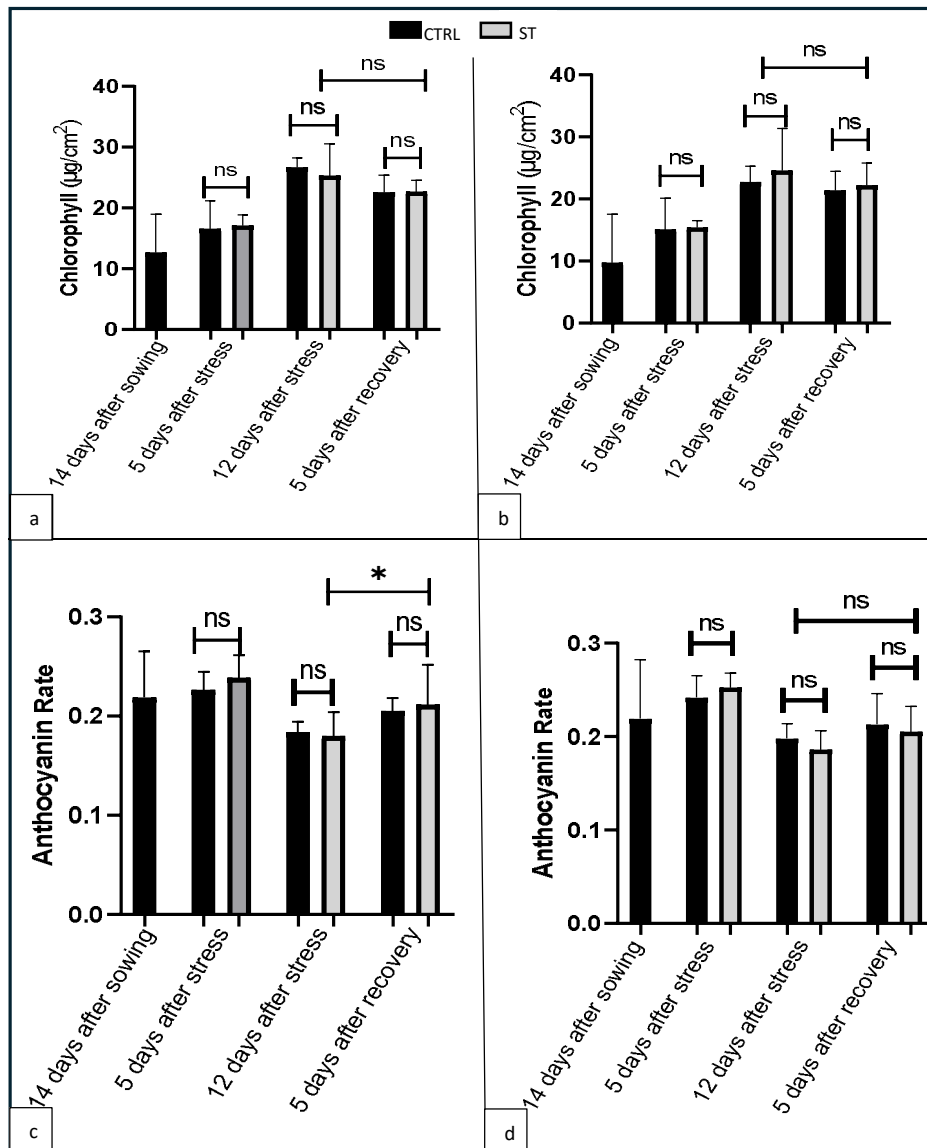 CTRL ST
ns
ns
ns
ns
Chlorophyll (µg/cm²)
40
30
20
10
0
14 days after sowing
5 days after stress
12 days after stress
5 days after recovery
a
ns
ns
ns
ns
Chlorophyll (µg/cm²)
40
30
20
10
0
14 days after sowing
5 days after stress
12 days after stress
5 days after recovery
b
*
ns
ns
ns
Anthocyanin Rate
0.3
0.2
0.1
0.0
14 days after sowing
5 days after stress
12 days after stress
5 days after recovery
c
ns
ns
ns
ns
Anthocyanin Rate
0.3
0.2
0.1
0.0
14 days after sowing
5 days after stress
12 days after stress
5 days after recovery
d